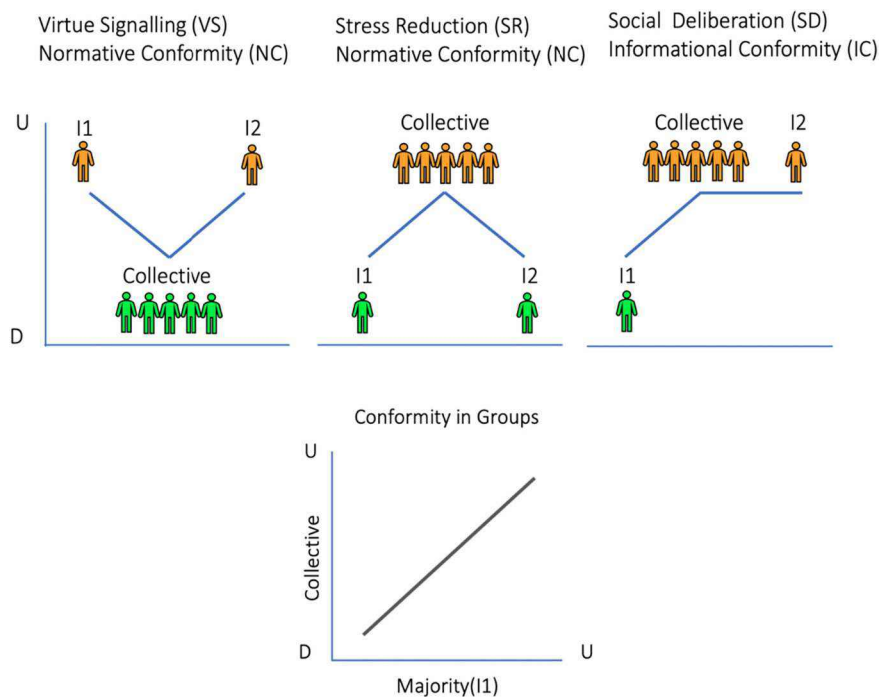 Virtue Signalling (VS)
Normative Conformity (NC)
Stress Reduction (SR)
Normative Conformity (NC)
Social Deliberation (SD)
Informational Conformity (IC)
U
I1
I2
Collective
D
Collective
I1
I2
Collective
I2
I1
Conformity in Groups
U
Collective
D
U
Majority(I1)